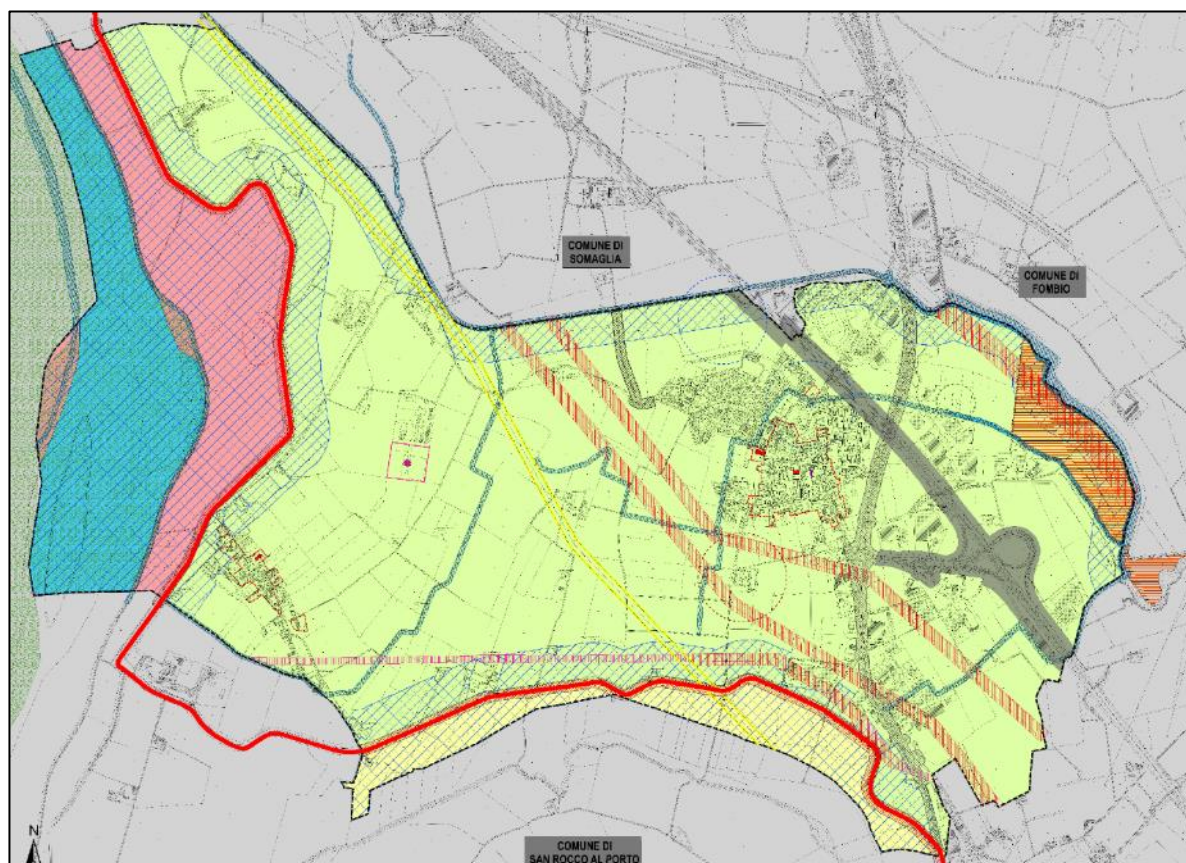 COMUNE DI
SOMAGLIA
COMUNE DI
FOMBIO
N
COMUNE DI
SAN ROCCO AL PORTO